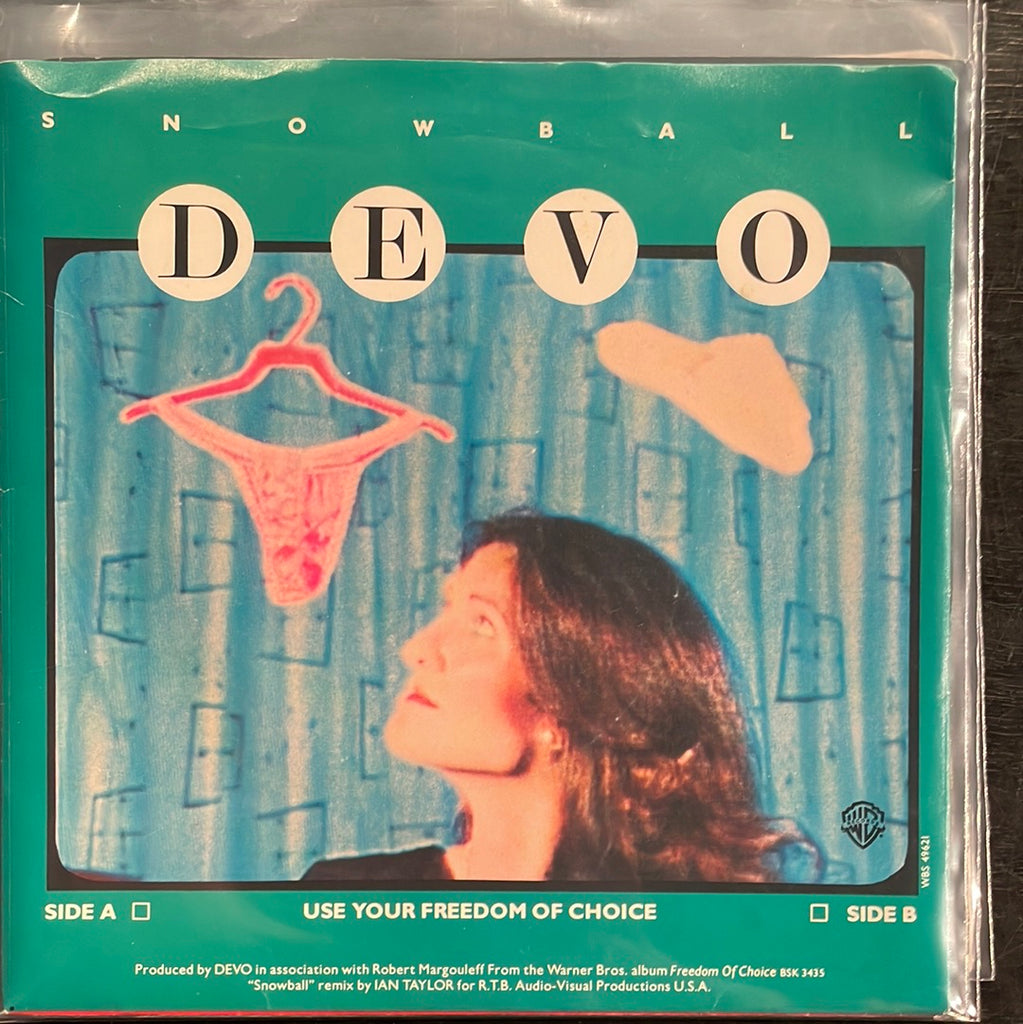 S N O W B A L L
D E V O
WBS 49621
SIDE A □ USE YOUR FREEDOM OF CHOICE □ SIDE B
Produced by DEVO in association with Robert Margouleff From the Warner Bros. album Freedom Of Choice BSK 3435
"Snowball" remix by IAN TAYLOR for R.T.B. Audio-Visual Productions U.S.A.